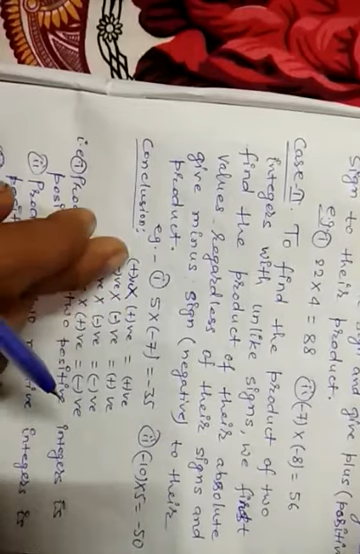 sign to their ... and give plus (positive
product.
eg. (i) 22 x 4 = 88 (ii) (-7) x (-8) = 56
Case-II. To find the product of two
integers with unlike signs, we first
find the product of their absolute
values regardless of their signs and
give minus sign (negative) to their
product.
eg. - (i) 5 x (-7) = -35 (ii) (-10) x 5 = -50
Conclusion:
(+)ve x (+)ve = (+)ve
ve x (-)ve = (+)ve
ve x (-)ve = (-)ve
x (+)ve = (-)ve
i.e. (i) two positive integers is
posi
(ii) integers is